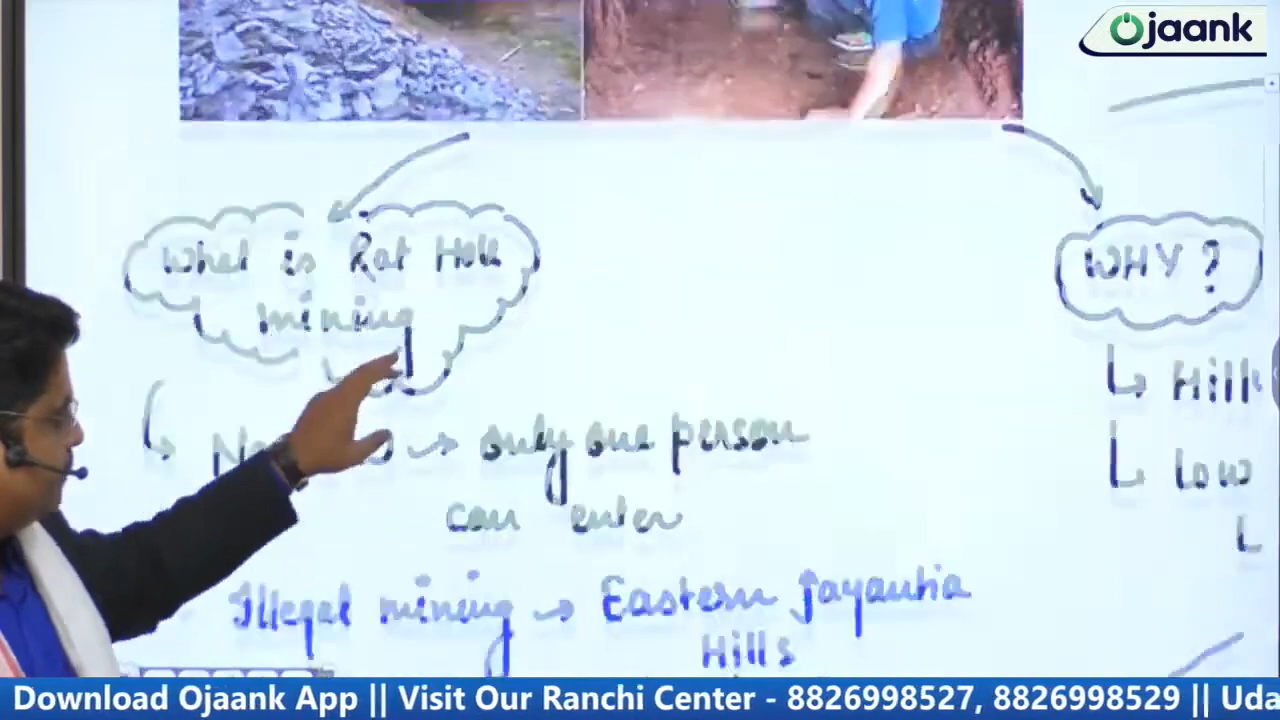 Ojaank
What is Rat Hole
mining
WHY ?
↳ Hill
→ only one person
↳ Low
can enter
Illegal mining → Eastern Jayantia
Hills
Download Ojaank App || Visit Our Ranchi Center - 8826998527, 8826998529 || Uda